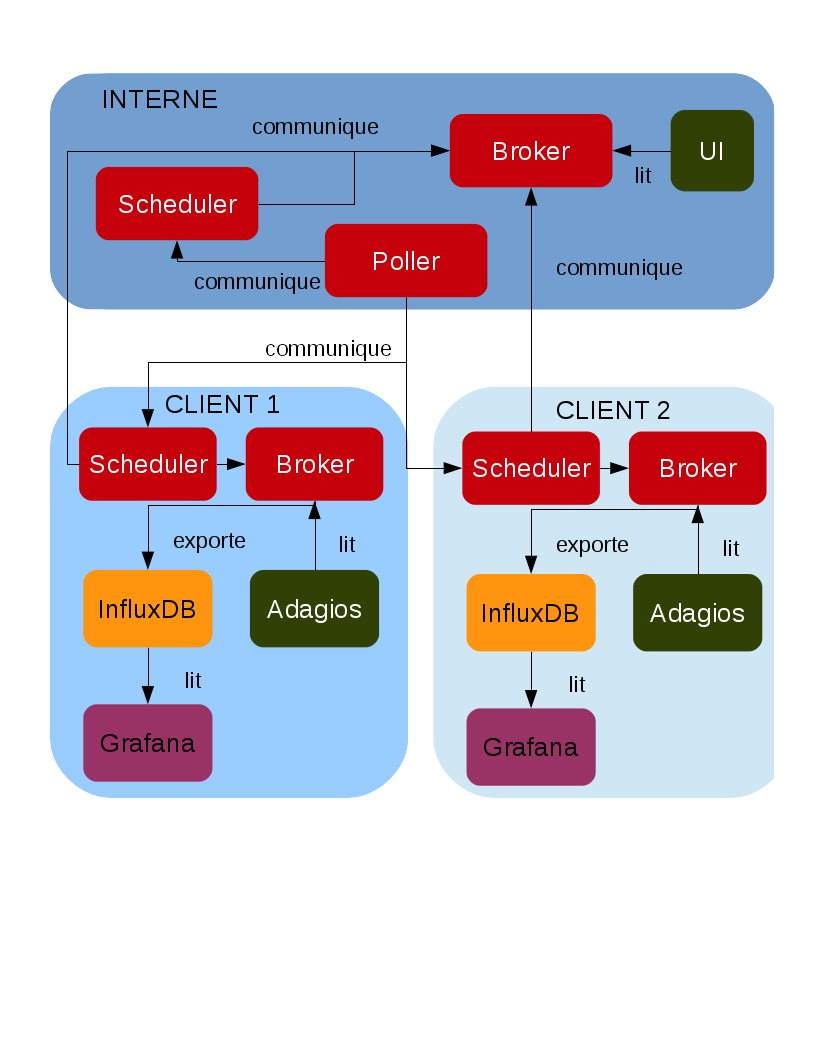 INTERNE
communique
Broker
UI
lit
Scheduler
Poller
communique
communique
communique
CLIENT 1
Scheduler
Broker
exporte
lit
InfluxDB
Adagios
lit
Grafana
CLIENT 2
Scheduler
Broker
exporte
lit
InfluxDB
Adagios
lit
Grafana